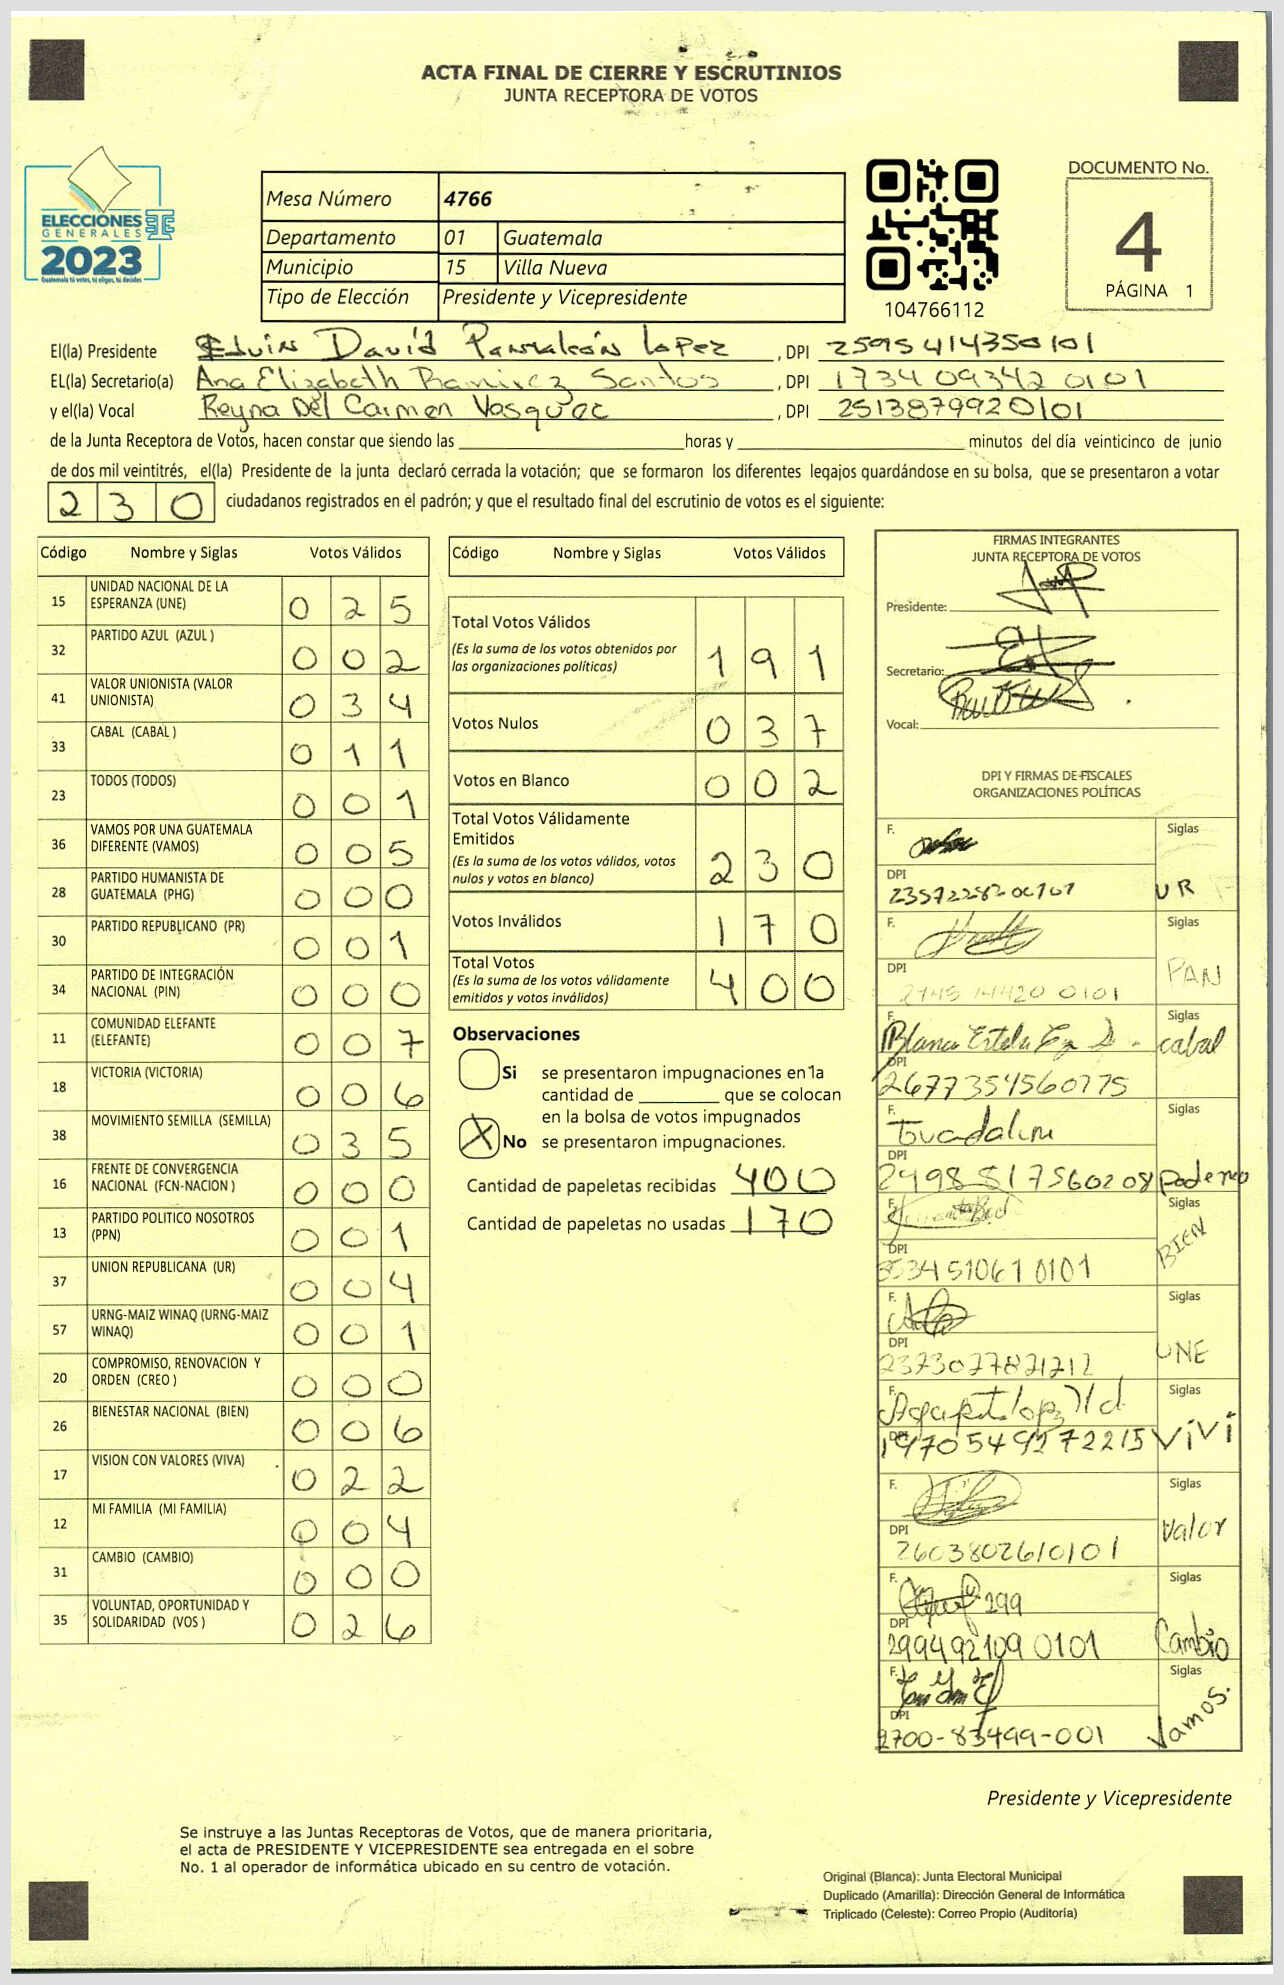 ACTA FINAL DE CIERRE Y ESCRUTINIOS
JUNTA RECEPTORA DE VOTOS
ELECCIONES
GENERALES
2023
Guatemala tú votes, tú eliges, tú decides
Mesa Número 4766
Departamento 01 Guatemala
Municipio 15 Villa Nueva
Tipo de Elección Presidente y Vicepresidente
104766112
DOCUMENTO No.
4
PÁGINA 1
El(la) Presidente Edvin David Pantaleón Lopez, DPI 2595414350101
EL(la) Secretario(a) Ana Elizabeth Ramirez Santos, DPI 1734093420101
y el(la) Vocal Reyna Del Carmen Vasquez, DPI 2513879920101
de la Junta Receptora de Votos, hacen constar que siendo las ____ horas y ____ minutos del día veinticinco de junio
de dos mil veintitrés, el(la) Presidente de la junta declaró cerrada la votación; que se formaron los diferentes legajos guardándose en su bolsa, que se presentaron a votar
230 ciudadanos registrados en el padrón; y que el resultado final del escrutinio de votos es el siguiente:
Código Nombre y Siglas Votos Válidos
15 UNIDAD NACIONAL DE LA ESPERANZA (UNE) 025
32 PARTIDO AZUL (AZUL ) 002
41 VALOR UNIONISTA (VALOR UNIONISTA) 034
33 CABAL (CABAL ) 011
23 TODOS (TODOS) 001
36 VAMOS POR UNA GUATEMALA DIFERENTE (VAMOS) 005
28 PARTIDO HUMANISTA DE GUATEMALA (PHG) 000
30 PARTIDO REPUBLICANO (PR) 001
34 PARTIDO DE INTEGRACIÓN NACIONAL (PIN) 000
11 COMUNIDAD ELEFANTE (ELEFANTE) 007
18 VICTORIA (VICTORIA) 006
38 MOVIMIENTO SEMILLA (SEMILLA) 035
16 FRENTE DE CONVERGENCIA NACIONAL (FCN-NACION ) 000
13 PARTIDO POLITICO NOSOTROS (PPN) 001
37 UNION REPUBLICANA (UR) 004
57 URNG-MAIZ WINAQ (URNG-MAIZ WINAQ) 001
20 COMPROMISO, RENOVACION Y ORDEN (CREO ) 000
26 BIENESTAR NACIONAL (BIEN) 006
17 VISION CON VALORES (VIVA) 022
12 MI FAMILIA (MI FAMILIA) 004
31 CAMBIO (CAMBIO) 000
35 VOLUNTAD, OPORTUNIDAD Y SOLIDARIDAD (VOS ) 026
Código Nombre y Siglas Votos Válidos
Total Votos Válidos 191
(Es la suma de los votos obtenidos por las organizaciones políticas)
Votos Nulos 037
Votos en Blanco 002
Total Votos Válidamente Emitidos 230
(Es la suma de los votos válidos, votos nulos y votos en blanco)
Votos Inválidos 170
Total Votos 400
(Es la suma de los votos válidamente emitidos y votos inválidos)
Observaciones
Si se presentaron impugnaciones en la
cantidad de ____ que se colocan
en la bolsa de votos impugnados
X No se presentaron impugnaciones.
Cantidad de papeletas recibidas 400
Cantidad de papeletas no usadas 170
FIRMAS INTEGRANTES
JUNTA RECEPTORA DE VOTOS
Presidente:
Secretario:
Vocal:
DPI Y FIRMAS DE FISCALES
ORGANIZACIONES POLÍTICAS
F. Siglas
DPI UR
F. Siglas
DPI PAN
F. Blanca Siglas
DPI 2677354560775 cabal
F. Siglas
DPI 2498817560208
F. Siglas
DPI 3534510610101 BIEN
F. Siglas
DPI 2373077871212 UNE
F. Siglas
DPI 1970549272215 ViVi
F. Siglas
DPI 2603802610101 Valor
F. 299 Siglas
DPI 2994921090101 Cambio
F. Siglas
DPI 2700-83499-001 Vamos.
Presidente y Vicepresidente
Se instruye a las Juntas Receptoras de Votos, que de manera prioritaria,
el acta de PRESIDENTE Y VICEPRESIDENTE sea entregada en el sobre
No. 1 al operador de informática ubicado en su centro de votación.
Original (Blanca): Junta Electoral Municipal
Duplicado (Amarilla): Dirección General de Informática
Triplicado (Celeste): Correo Propio (Auditoría)